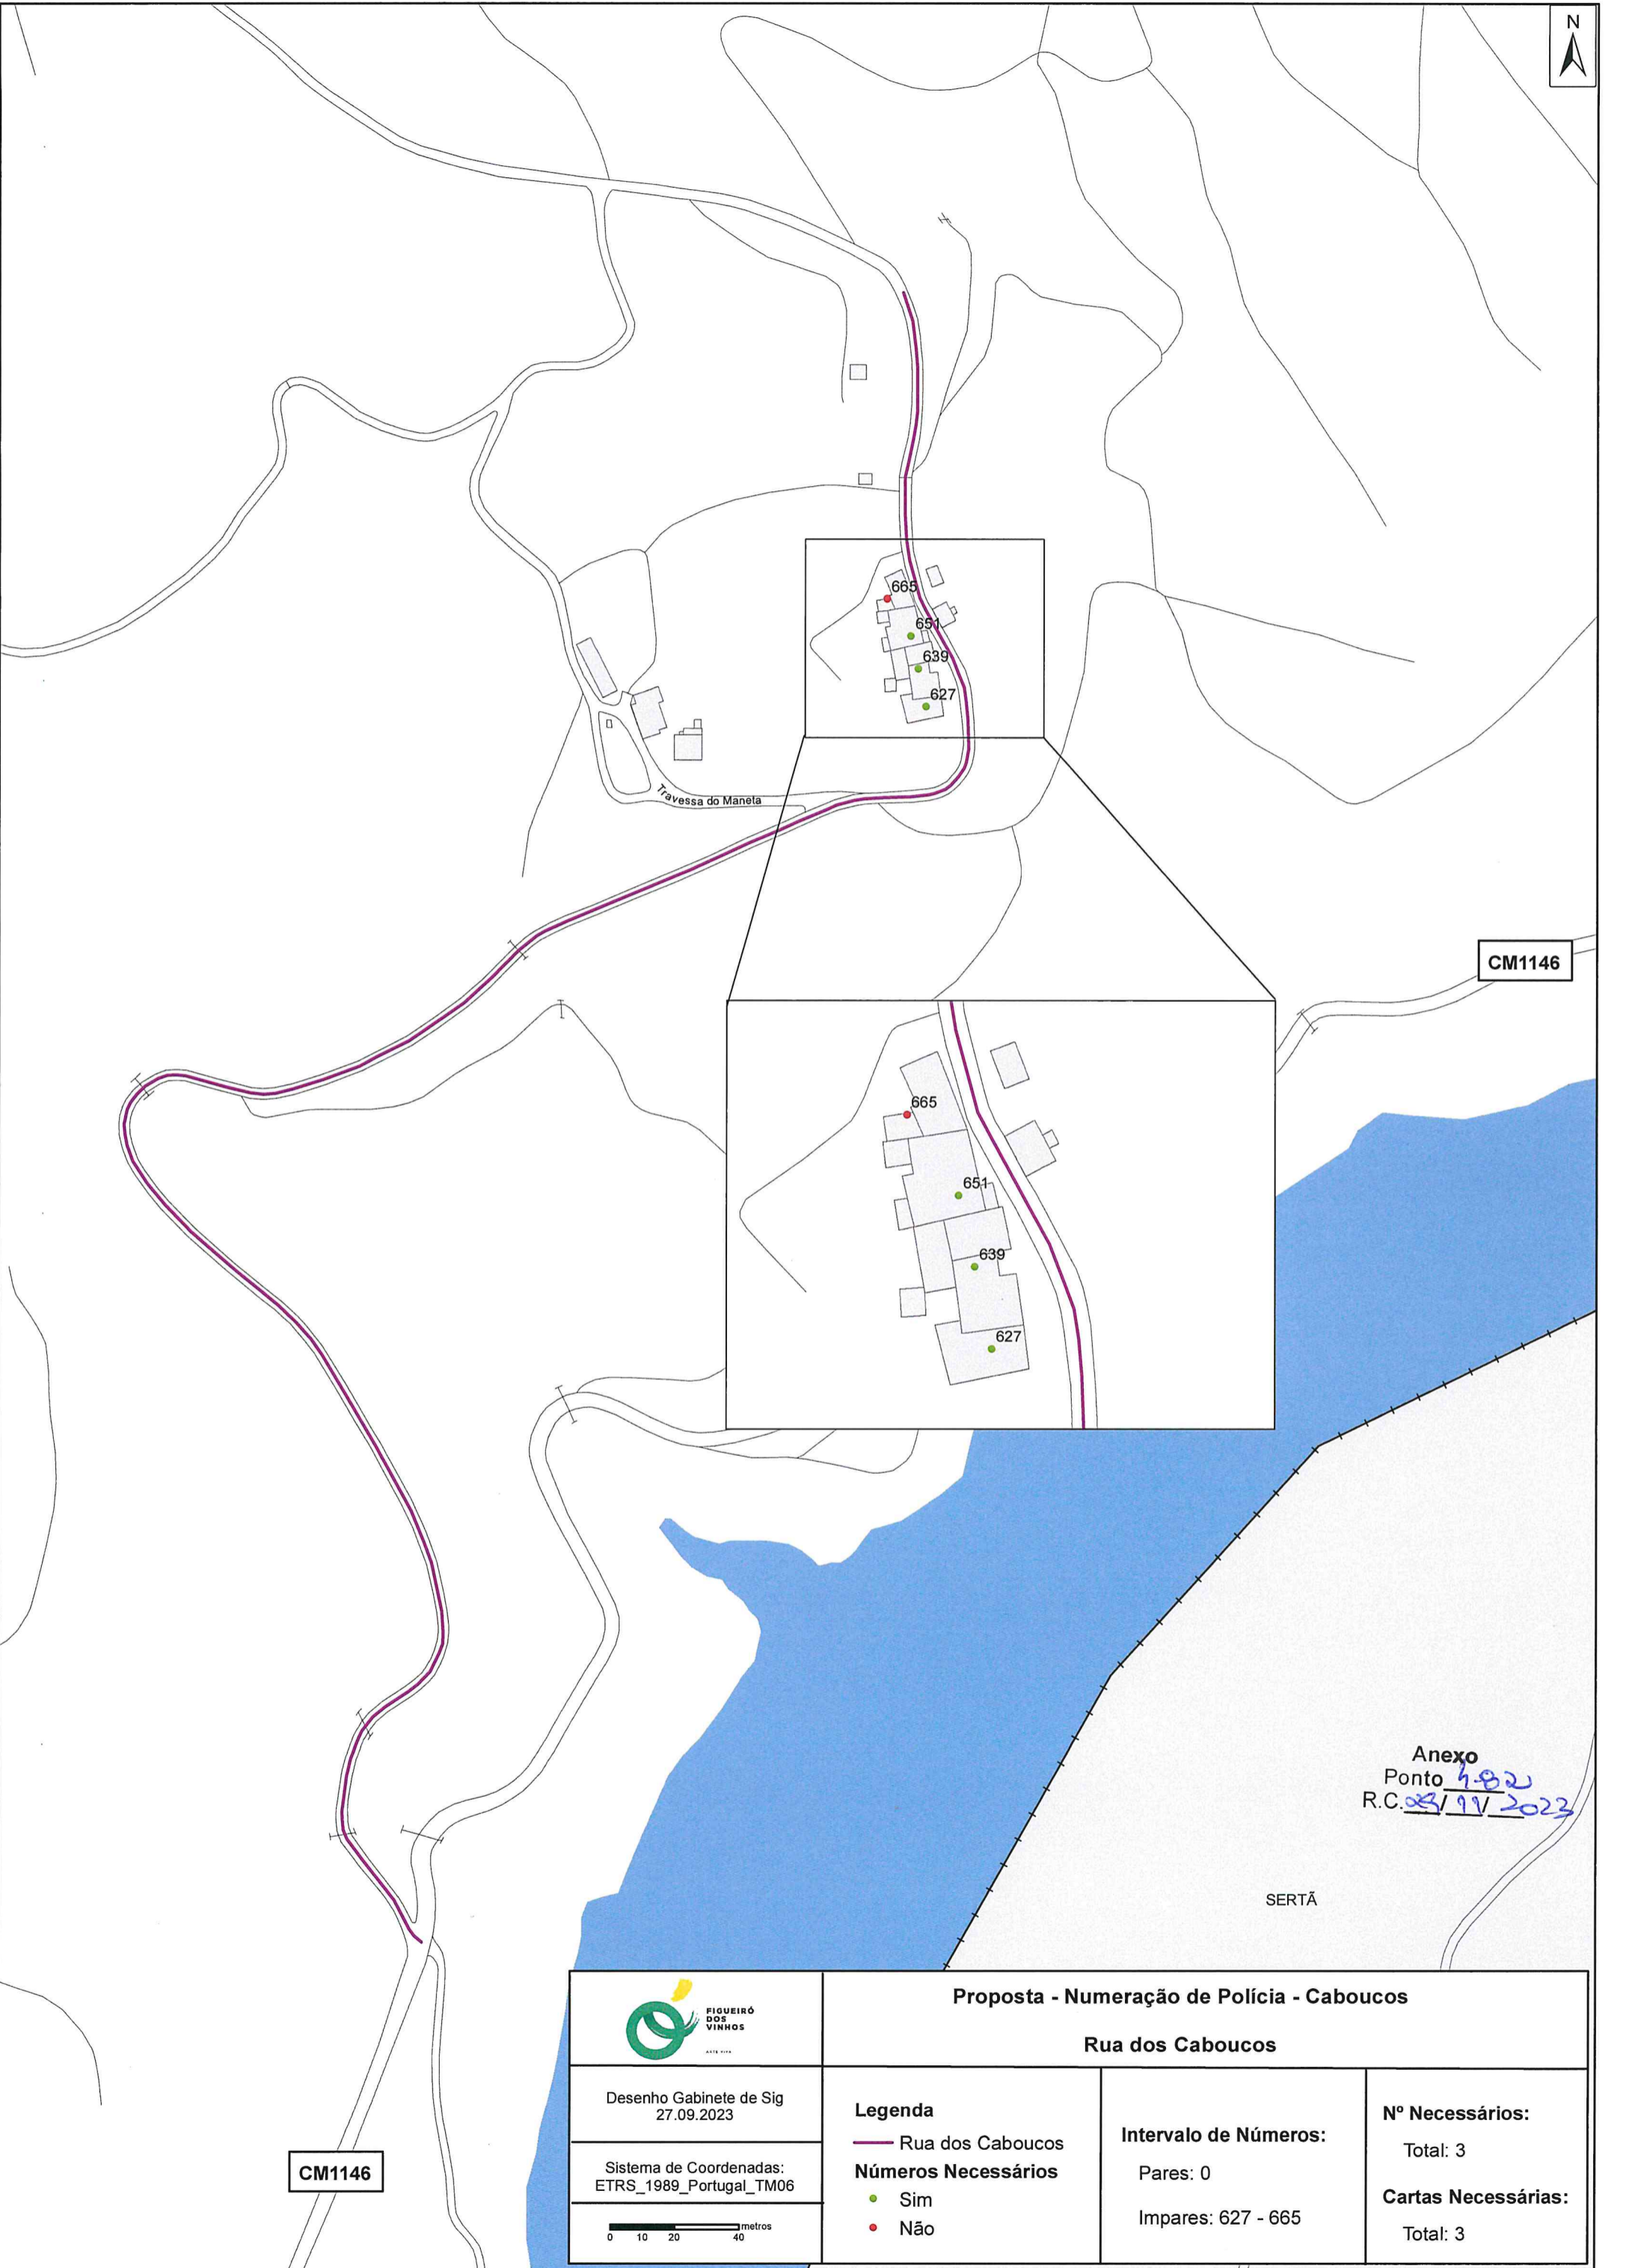 N
665
651
639
627
Travessa do Maneta
CM1146
665
651
639
627
Anexo
Ponto 482
R.C. /11/2023
SERTÃ
FIGUEIRÓ
DOS
VINHOS
Proposta - Numeração de Polícia - Caboucos
Rua dos Caboucos
Desenho Gabinete de Sig
27.09.2023
Sistema de Coordenadas:
ETRS_1989_Portugal_TM06
metros
0 10 20 40
Legenda
Rua dos Caboucos
Números Necessários
Sim
Não
Intervalo de Números:
Pares: 0
Impares: 627 - 665
Nº Necessários:
Total: 3
Cartas Necessárias:
Total: 3
CM1146